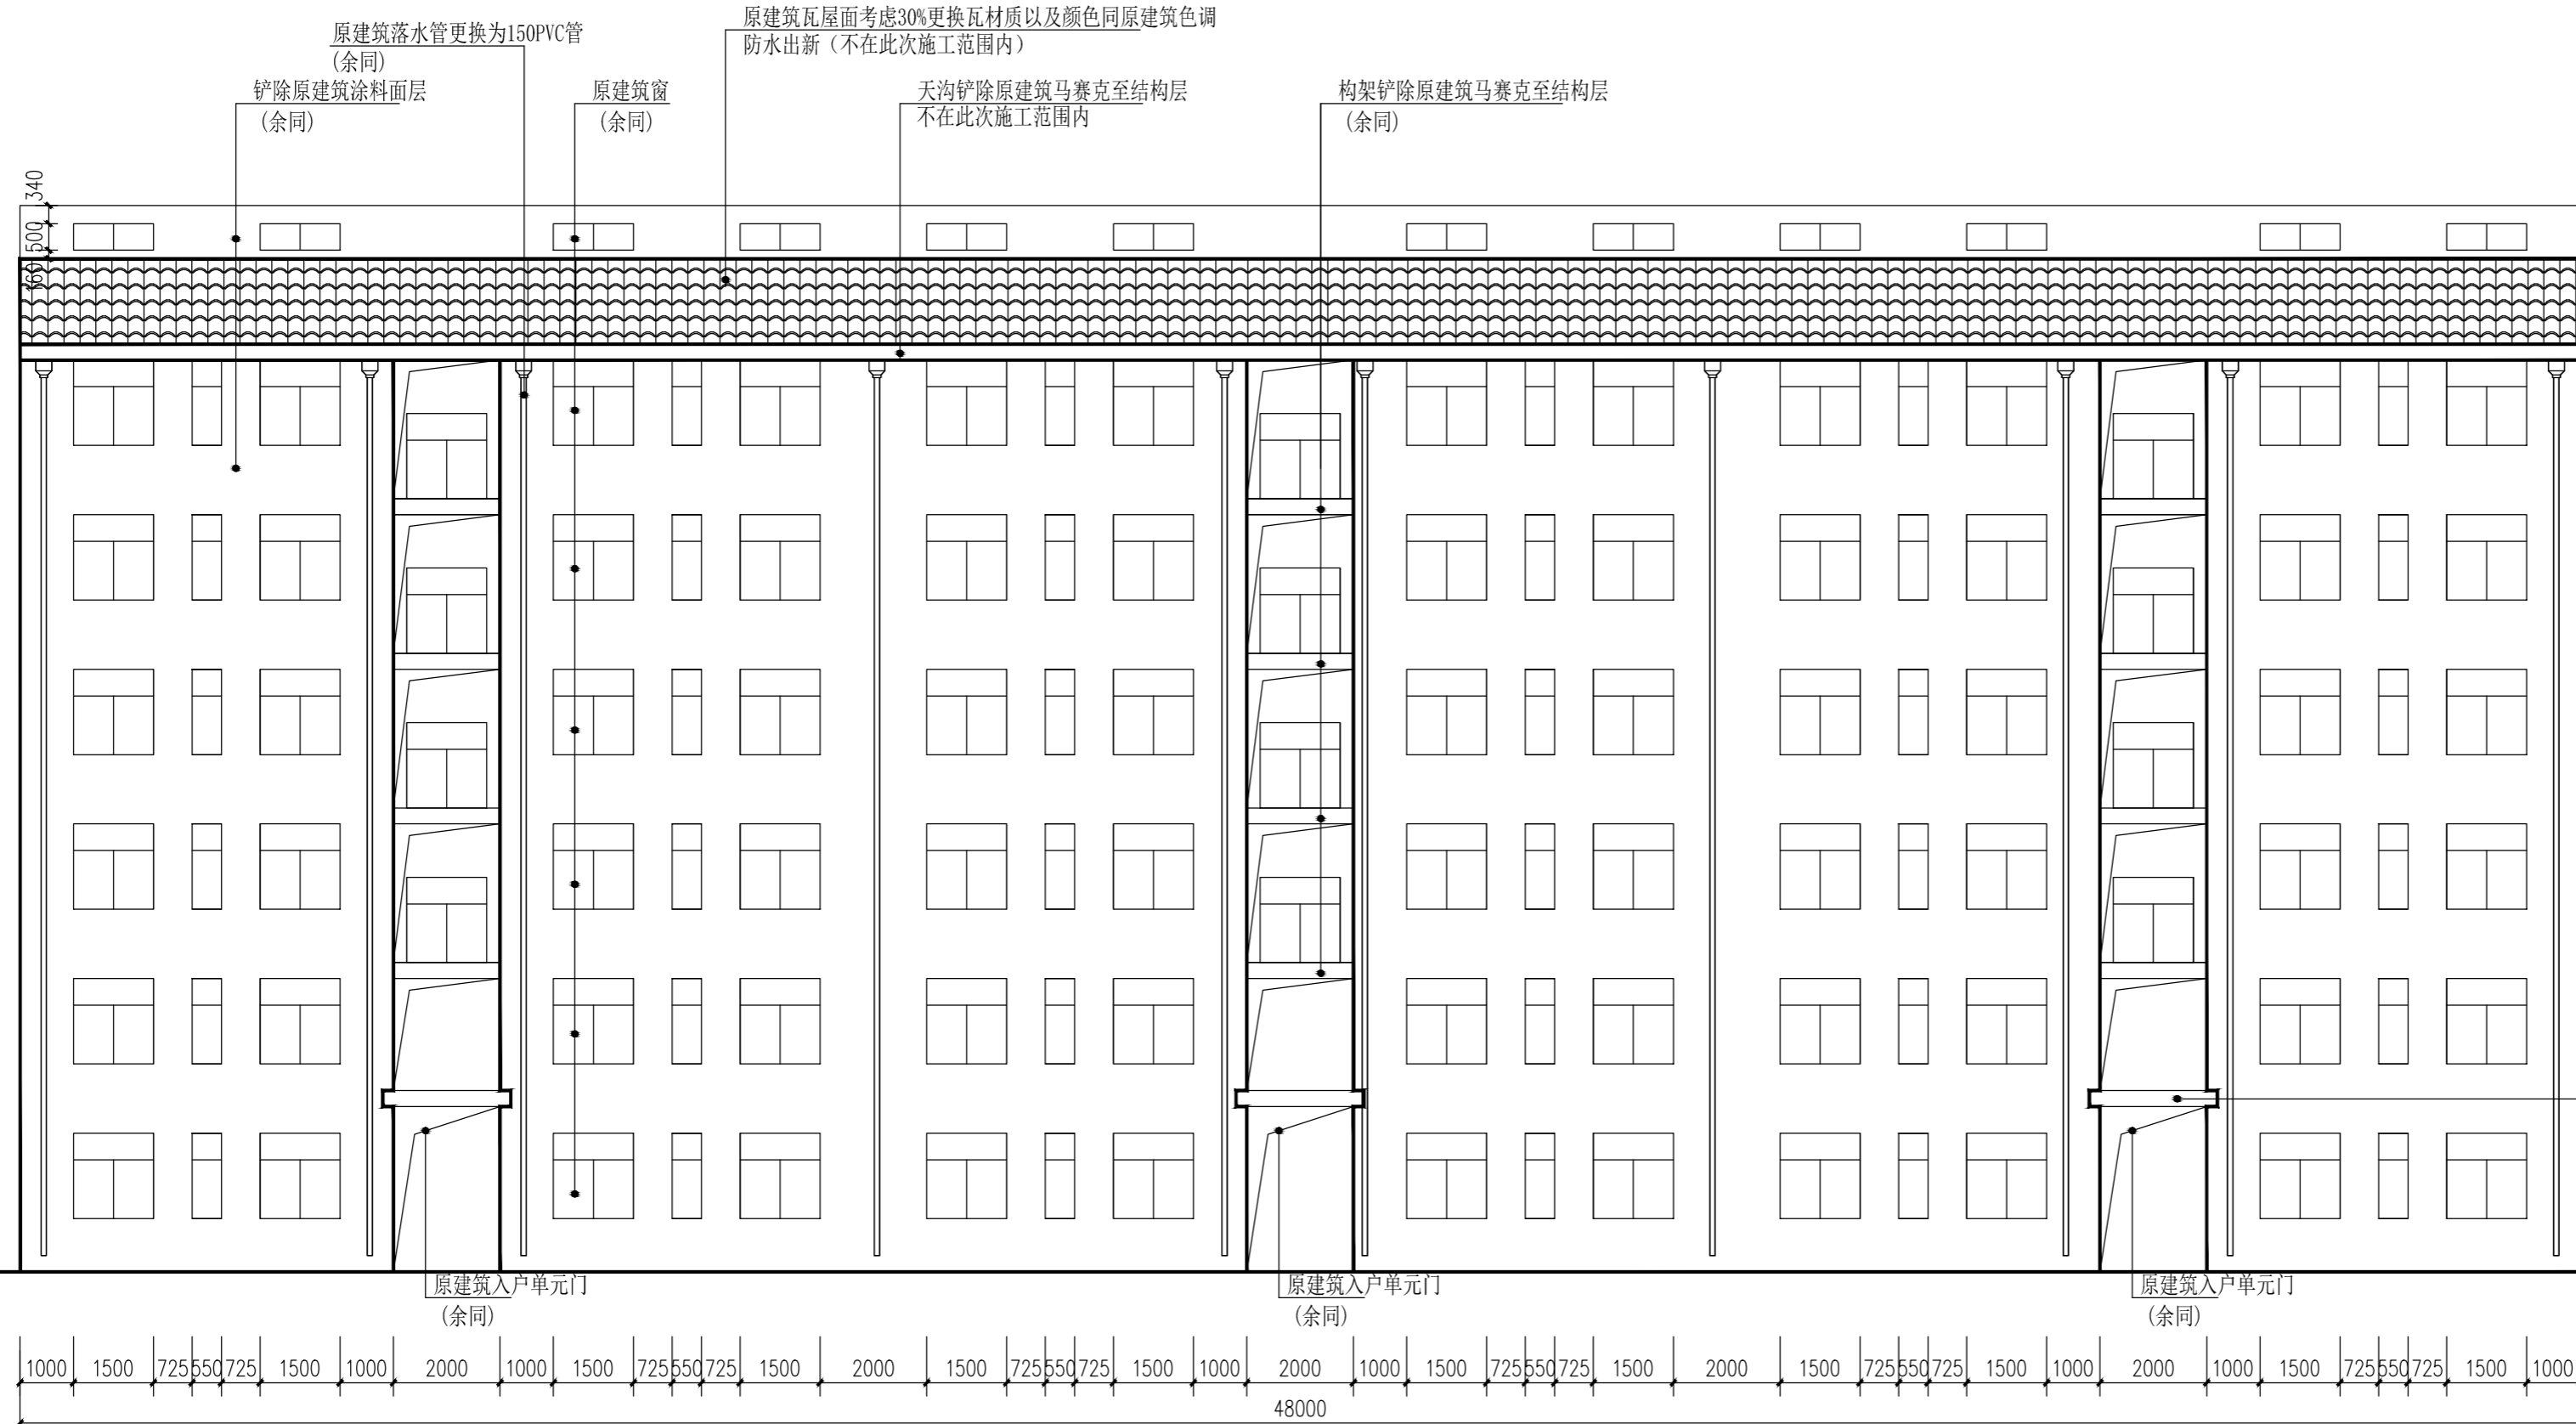 原建筑瓦屋面考虑30%更换瓦材质以及颜色同原建筑色调
防水出新（不在此次施工范围内）
原建筑落水管更换为150PVC管
(余同)
铲除原建筑涂料面层
(余同)
原建筑窗
(余同)
天沟铲除原建筑马赛克至结构层
不在此次施工范围内
构架铲除原建筑马赛克至结构层
(余同)
340
500
160
原建筑入户单元门
(余同)
原建筑入户单元门
(余同)
原建筑入户单元门
(余同)
1000 1500 725 550 725 1500 1000 2000 1000 1500 725 550 725 1500 2000 1500 725 550 725 1500 1000 2000 1000 1500 725 550 725 1500 2000 1500 725 550 725 1500 1000 2000 1000 1500 725 550 725 1500 1000
48000